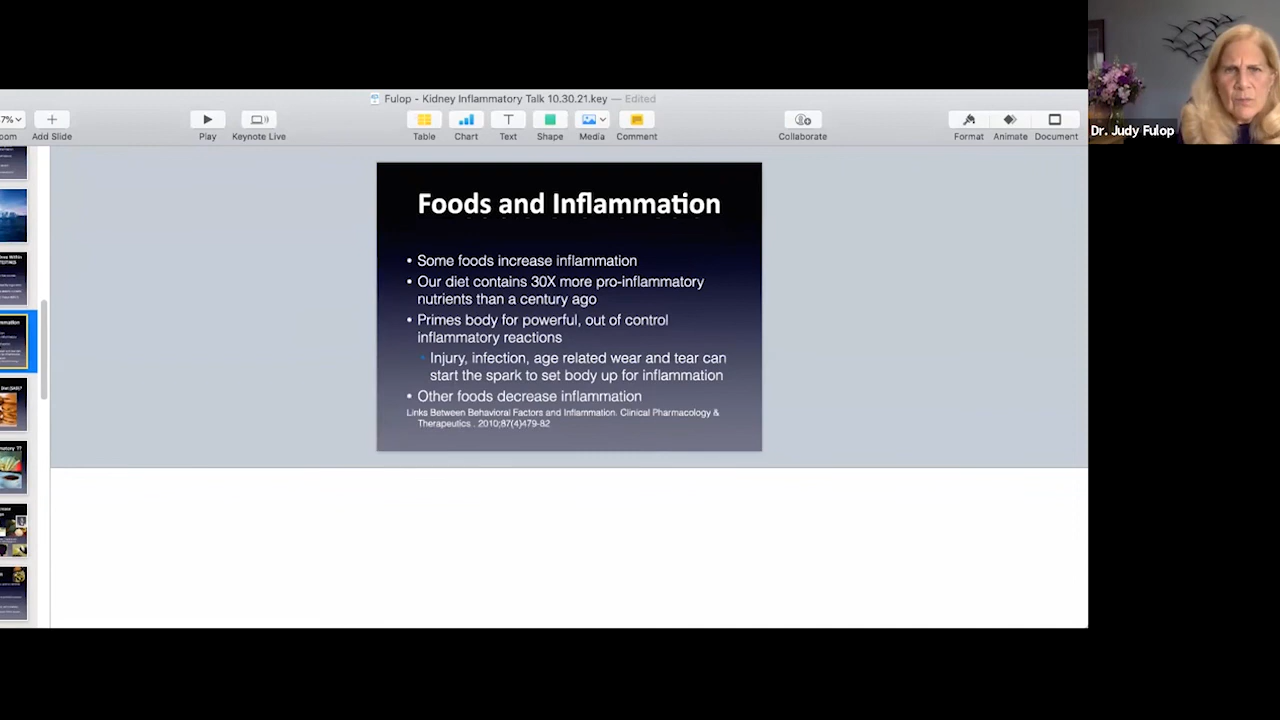 Fulop - Kidney Inflammatory Talk 10.30.21.key — Edited
7%
oom
Add Slide
Play
Keynote Live
Table
Chart
Text
Shape
Media
Comment
Collaborate
Format
Animate
Document
Dr. Judy Fulop
Foods and Inflammation
• Some foods increase inflammation
• Our diet contains 30X more pro-inflammatory
nutrients than a century ago
• Primes body for powerful, out of control
inflammatory reactions
• Injury, infection, age related wear and tear can
start the spark to set body up for inflammation
• Other foods decrease inflammation
Links Between Behavioral Factors and Inflammation. Clinical Pharmacology &
Therapeutics . 2010;87(4)479-82